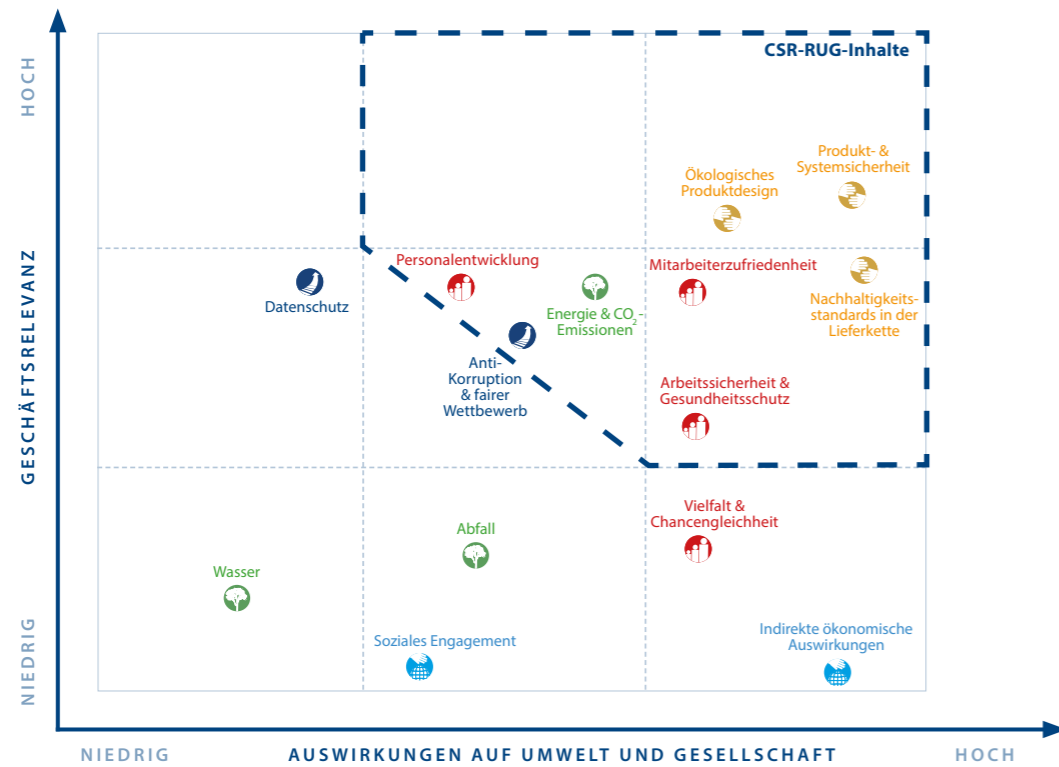 HOCH
GESCHÄFTSRELEVANZ
NIEDRIG
CSR-RUG-Inhalte
Produkt- &
Systemsicherheit
Ökologisches
Produktdesign
Personalentwicklung
Mitarbeiterzufriedenheit
Datenschutz
Energie & CO₂-
Emissionen
Nachhaltigkeits-
standards in der
Lieferkette
Anti-
Korruption
& fairer
Wettbewerb
Arbeitssicherheit &
Gesundheitsschutz
Vielfalt &
Chancengleichheit
Abfall
Wasser
Soziales Engagement
Indirekte ökonomische
Auswirkungen
NIEDRIG
AUSWIRKUNGEN AUF UMWELT UND GESELLSCHAFT
HOCH